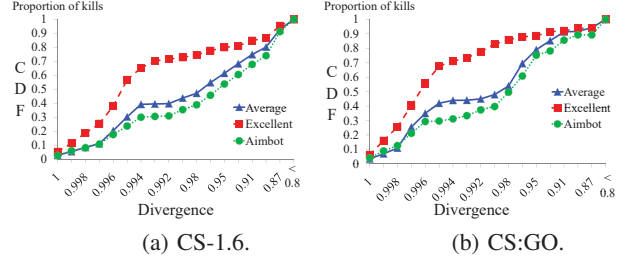 Proportion of kills
C
D
F
1
0.9
0.8
0.7
0.6
0.5
0.4
0.3
0.2
0.1
0
Average
Excellent
Aimbot
1
0.998
0.996
0.994
0.992
0.98
0.95
0.91
0.87
< 0.8
Divergence
(a) CS-1.6.
Proportion of kills
C
D
F
1
0.9
0.8
0.7
0.6
0.5
0.4
0.3
0.2
0.1
0
Average
Excellent
Aimbot
1
0.998
0.996
0.994
0.992
0.98
0.95
0.91
0.87
< 0.8
Divergence
(b) CS:GO.